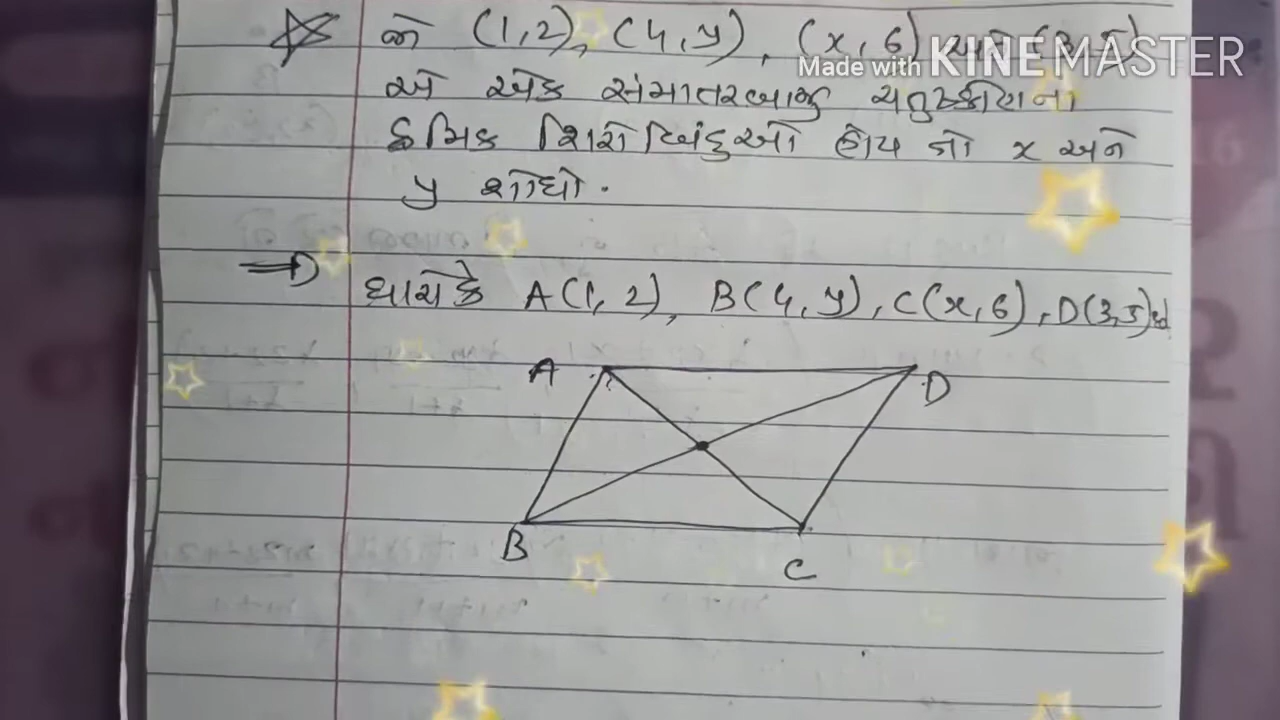 જો (1,2), (4,y), (x,6) અને (3,5)
Made with KINEMASTER
એ એક સમાંતરબાજુ ચતુષ્કોણના
ક્રમિક શિરોબિંદુઓ હોય તો x અને
y શોધો.
ધારોકે A(1,2), B(4,y), C(x,6), D(3,5) છે
A
D
B
C